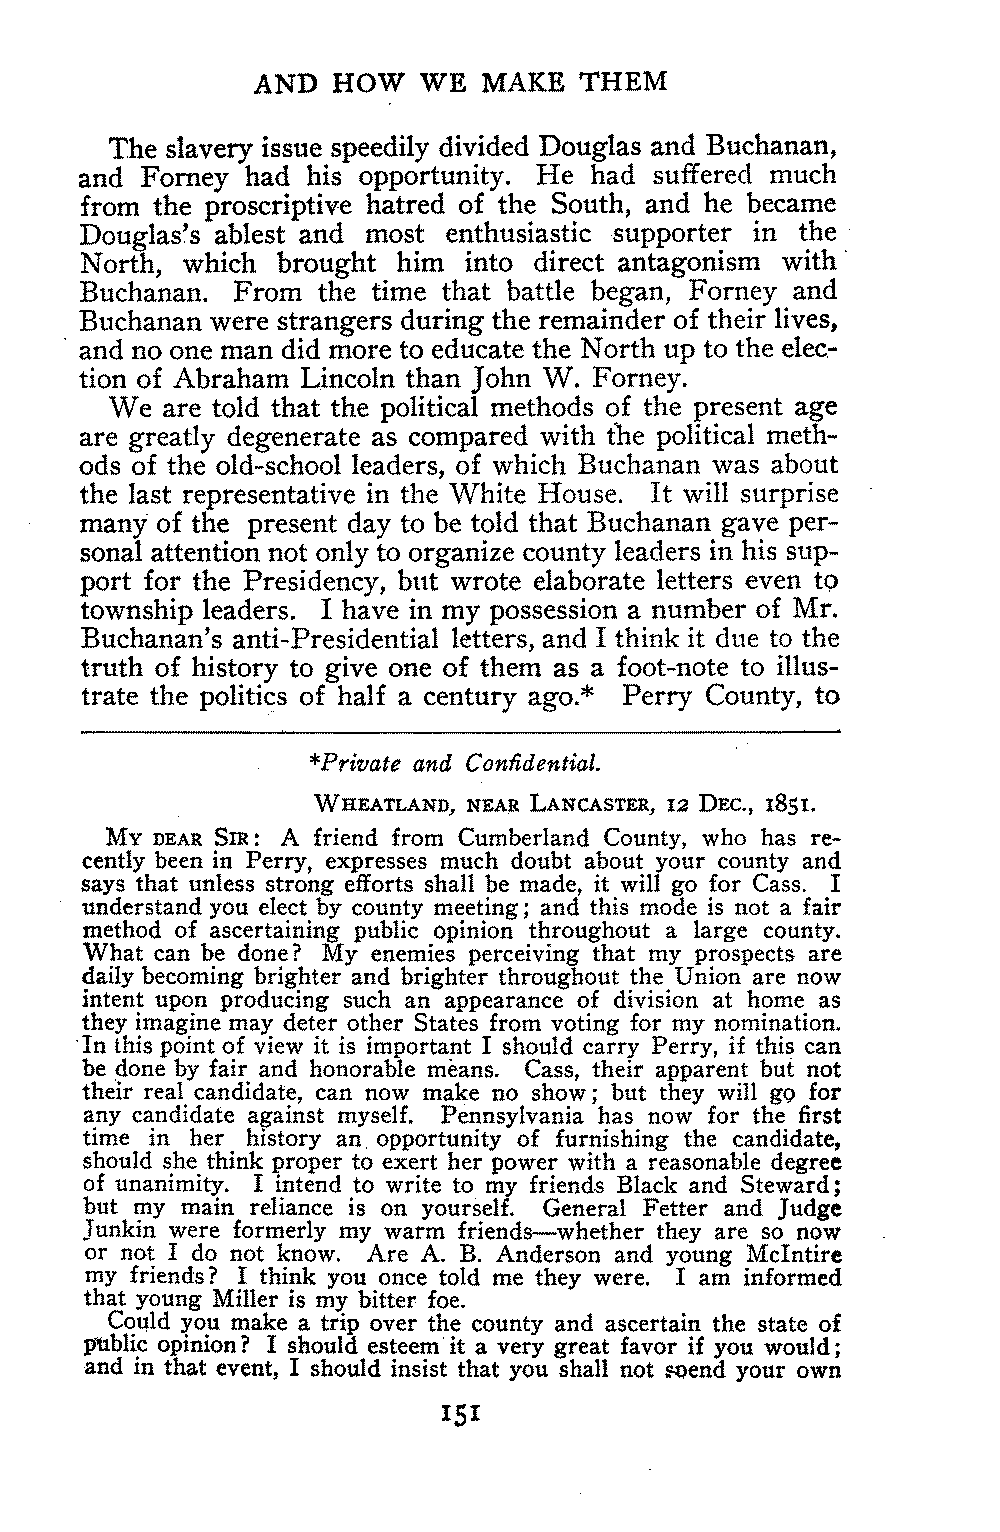 AND HOW WE MAKE THEM
The slavery issue speedily divided Douglas and Buchanan,
and Forney had his opportunity. He had suffered much
from the proscriptive hatred of the South, and he became
Douglas's ablest and most enthusiastic supporter in the
North, which brought him into direct antagonism with
Buchanan. From the time that battle began, Forney and
Buchanan were strangers during the remainder of their lives,
and no one man did more to educate the North up to the elec-
tion of Abraham Lincoln than John W. Forney.
We are told that the political methods of the present age
are greatly degenerate as compared with the political meth-
ods of the old-school leaders, of which Buchanan was about
the last representative in the White House. It will surprise
many of the present day to be told that Buchanan gave per-
sonal attention not only to organize county leaders in his sup-
port for the Presidency, but wrote elaborate letters even to
township leaders. I have in my possession a number of Mr.
Buchanan's anti-Presidential letters, and I think it due to the
truth of history to give one of them as a foot-note to illus-
trate the politics of half a century ago.* Perry County, to
*Private and Confidential.
WHEATLAND, NEAR LANCASTER, 12 DEC., 1851.
MY DEAR SIR: A friend from Cumberland County, who has re-
cently been in Perry, expresses much doubt about your county and
says that unless strong efforts shall be made, it will go for Cass. I
understand you elect by county meeting; and this mode is not a fair
method of ascertaining public opinion throughout a large county.
What can be done? My enemies perceiving that my prospects are
daily becoming brighter and brighter throughout the Union are now
intent upon producing such an appearance of division at home as
they imagine may deter other States from voting for my nomination.
In this point of view it is important I should carry Perry, if this can
be done by fair and honorable means. Cass, their apparent but not
their real candidate, can now make no show; but they will go for
any candidate against myself. Pennsylvania has now for the first
time in her history an opportunity of furnishing the candidate,
should she think proper to exert her power with a reasonable degree
of unanimity. I intend to write to my friends Black and Steward;
but my main reliance is on yourself. General Fetter and Judge
Junkin were formerly my warm friends—whether they are so now
or not I do not know. Are A. B. Anderson and young McIntire
my friends? I think you once told me they were. I am informed
that young Miller is my bitter foe.
Could you make a trip over the county and ascertain the state of
public opinion? I should esteem it a very great favor if you would;
and in that event, I should insist that you shall not spend your own
151